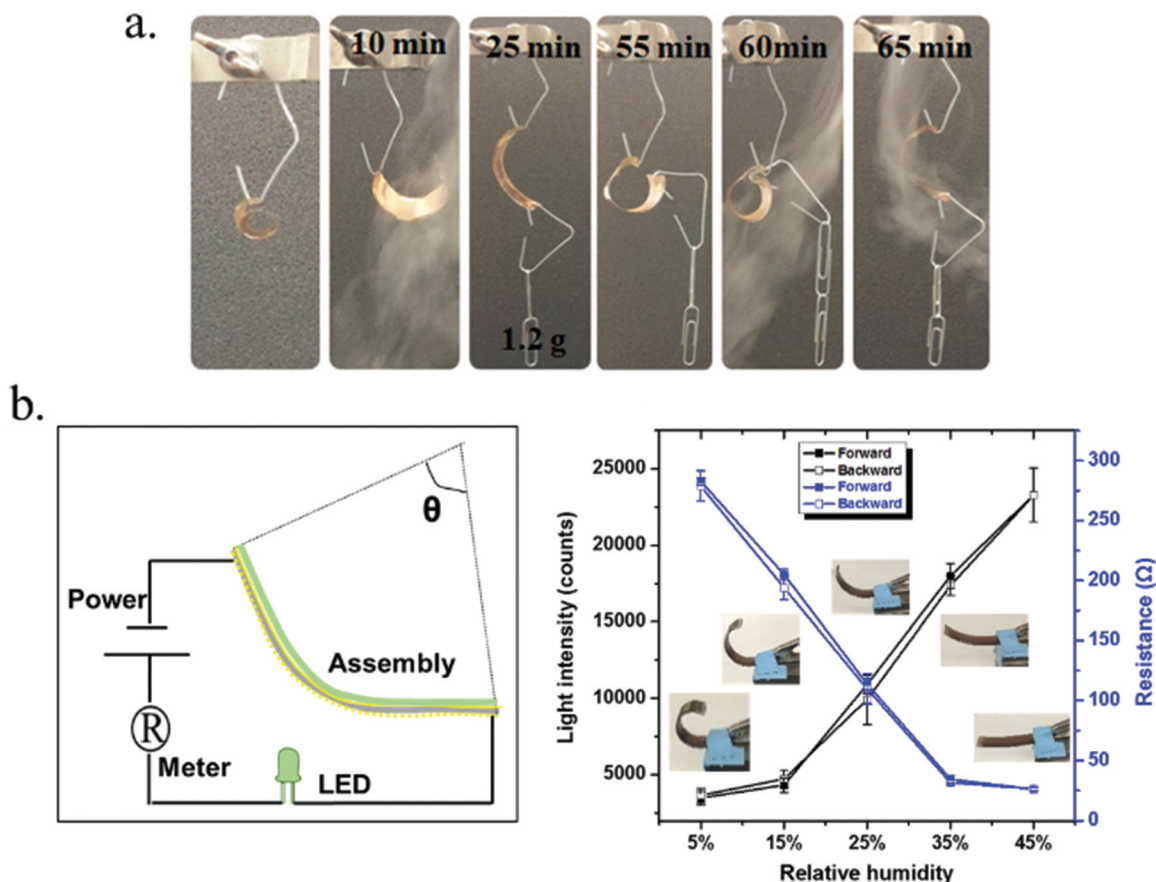 a.
10 min
25 min
55 min
60min
65 min
1.2 g
b.
θ
Power
Assembly
R
Meter
LED
Forward
Backward
Forward
Backward
Light intensity (counts)
25000
20000
15000
10000
5000
Resistance (Ω)
300
250
200
150
100
50
0
5%
15%
25%
35%
45%
Relative humidity